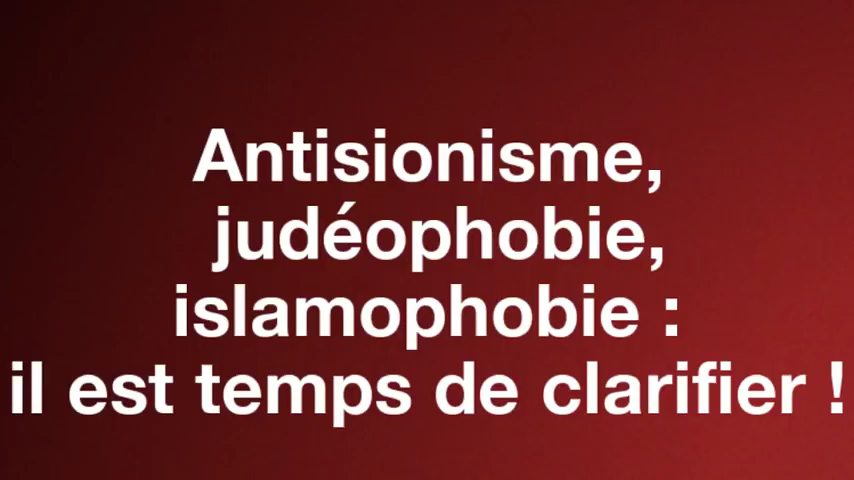 Antisionisme,
judéophobie,
islamophobie :
il est temps de clarifier !